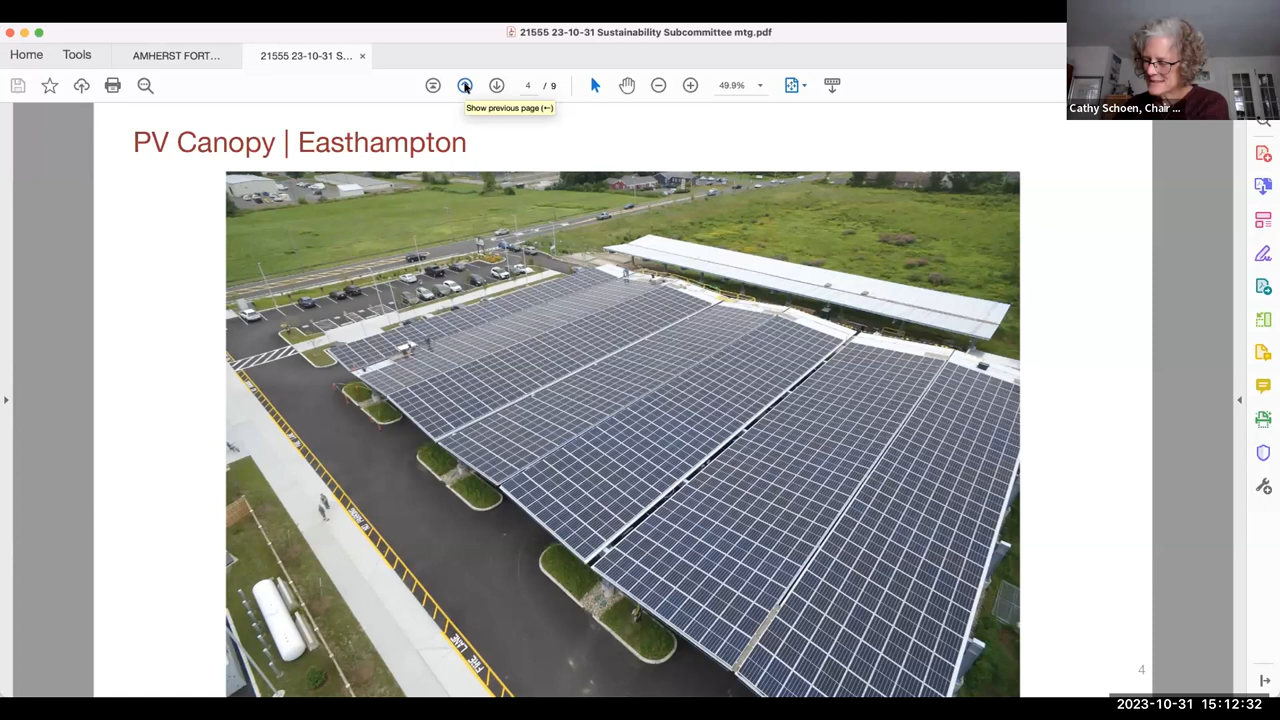 21555 23-10-31 Sustainability Subcommittee mtg.pdf
Home
Tools
AMHERST FORT...
21555 23-10-31 S...
4 / 9
49.9%
Show previous page (←)
Cathy Schoen, Chair ...
PV Canopy | Easthampton
FIRE LANE
4
2023-10-31 15:12:32